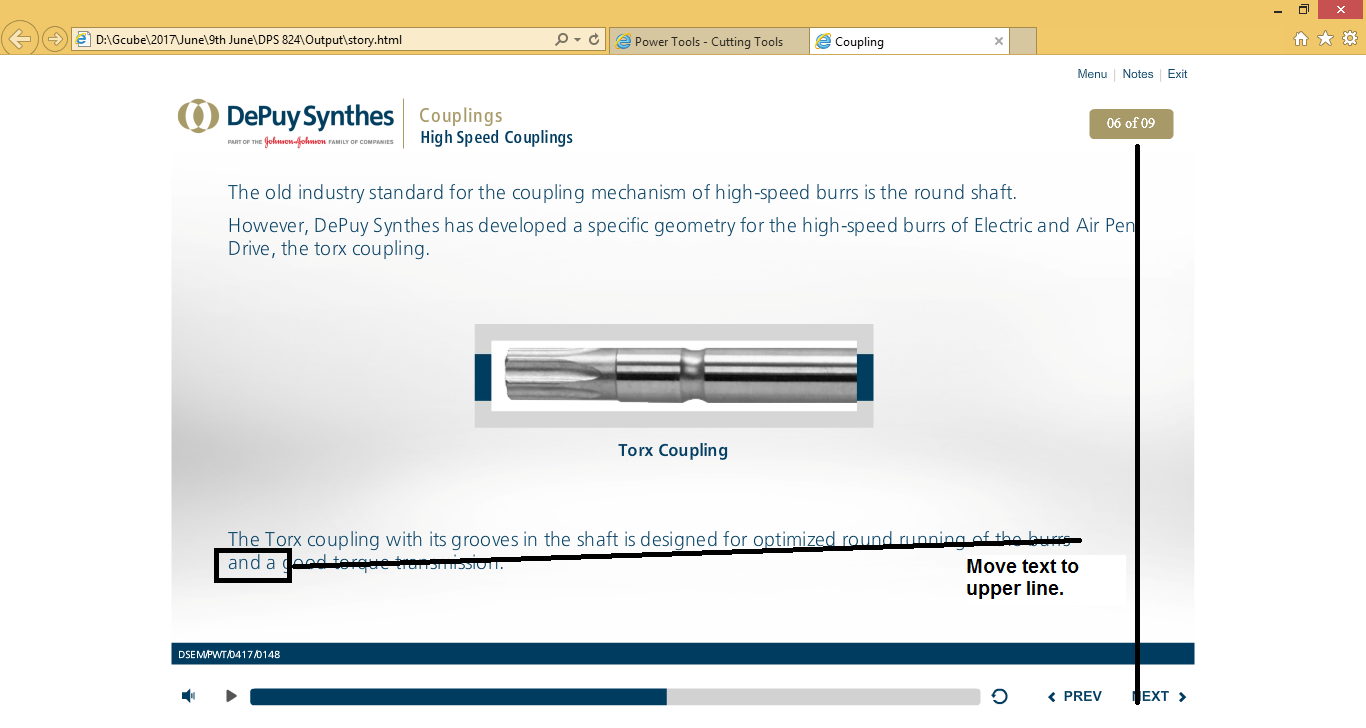 D:\Gcube\2017\June\9th June\DPS 824\Output\story.html
Power Tools - Cutting Tools
Coupling
Menu | Notes | Exit
DePuy Synthes
PART OF THE Johnson & Johnson FAMILY OF COMPANIES
Couplings
High Speed Couplings
06 of 09
The old industry standard for the coupling mechanism of high-speed burrs is the round shaft.
However, DePuy Synthes has developed a specific geometry for the high-speed burrs of Electric and Air Pen
Drive, the torx coupling.
Torx Coupling
The Torx coupling with its grooves in the shaft is designed for optimized round running of the burrs
and a good torque transmission.
Move text to
upper line.
DSEM/PWT/0417/0148
PREV
NEXT